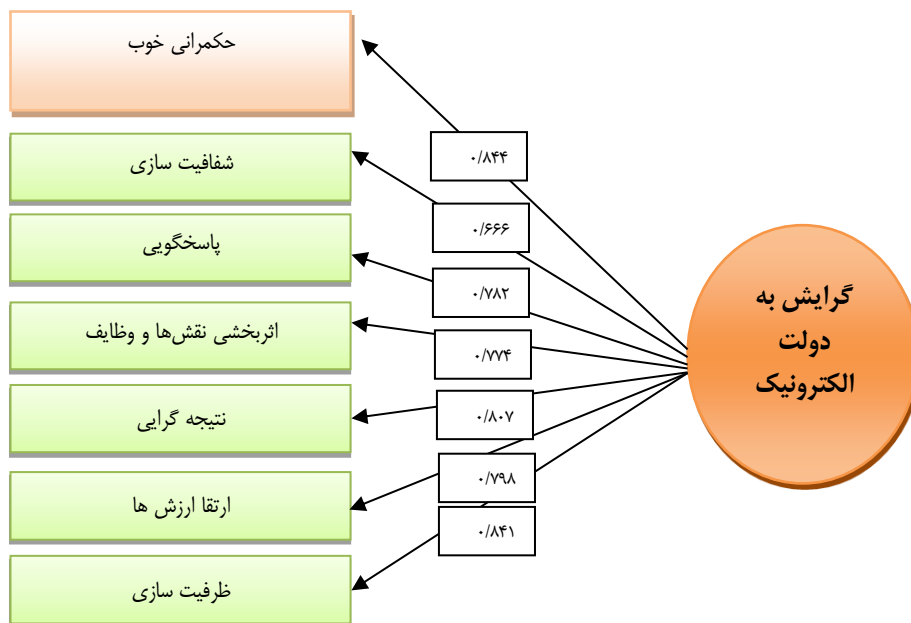 حکمرانی خوب
شفافیت سازی
پاسخگویی
اثربخشی نقش‌ها و وظایف
نتیجه گرایی
ارتقا ارزش ها
ظرفیت سازی
۰/۸۴۴
۰/۶۶۶
۰/۷۸۲
۰/۷۷۴
۰/۸۰۷
۰/۷۹۸
۰/۸۴۱
گرایش به
دولت
الکترونیک